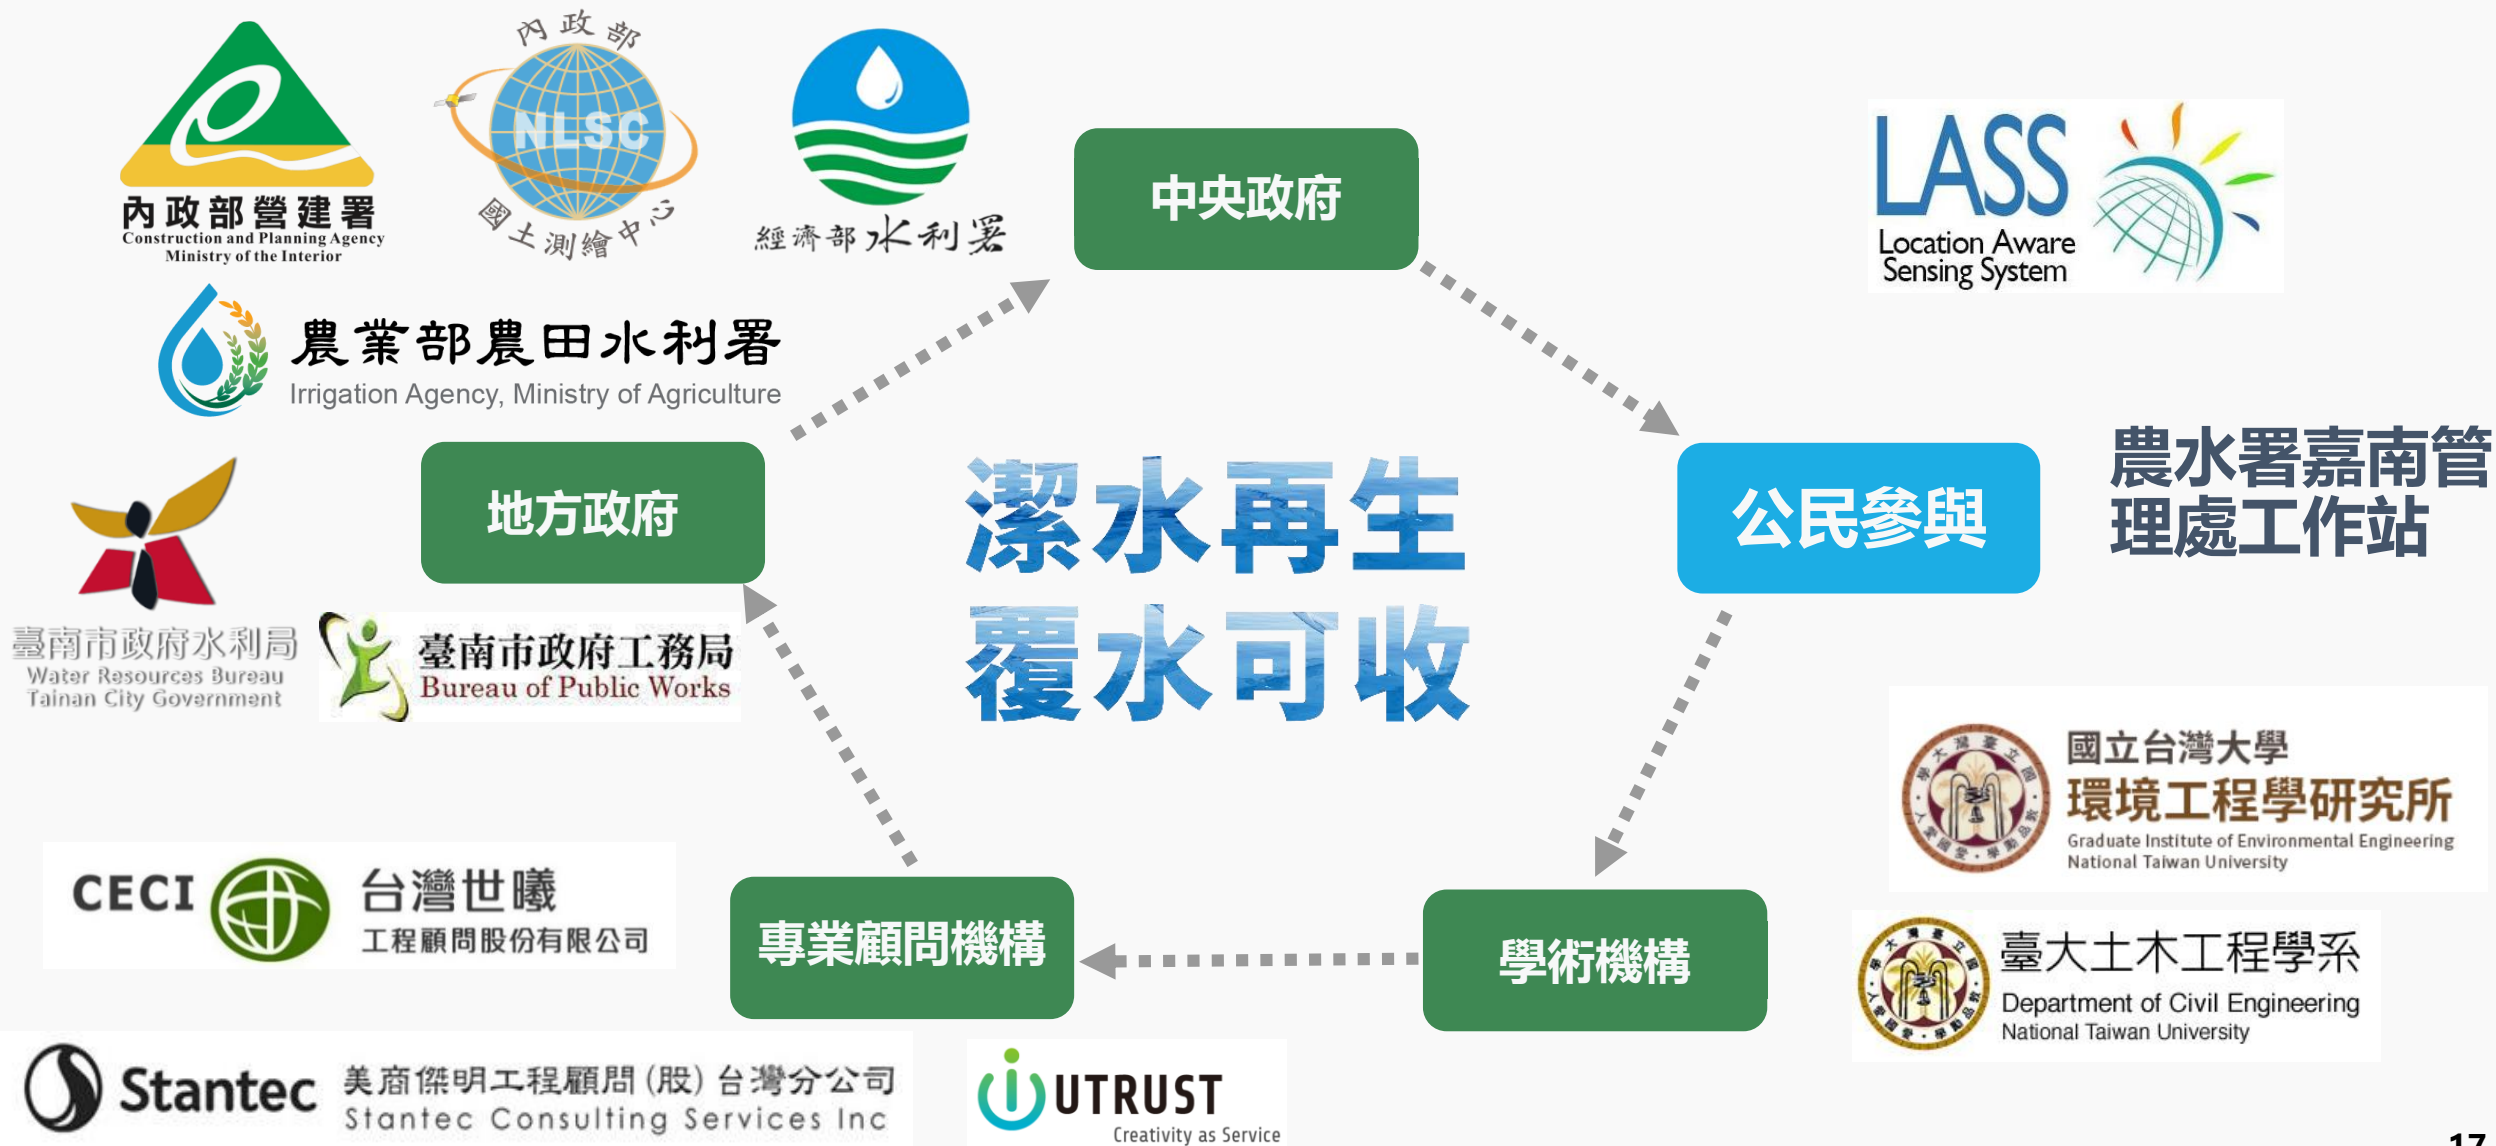 內政部營建署
Construction and Planning Agency
Ministry of the Interior
內政部
NLSC
國土測繪中心
經濟部水利署
中央政府
LASS
Location Aware
Sensing System
農業部農田水利署
Irrigation Agency, Ministry of Agriculture
地方政府
潔水再生
覆水可收
公民參與
農水署嘉南管
理處工作站
臺南市政府水利局
Water Resources Bureau
Tainan City Government
臺南市政府工務局
Bureau of Public Works
國立台灣大學
環境工程學研究所
Graduate Institute of Environmental Engineering
National Taiwan University
CECI
台灣世曦
工程顧問股份有限公司
專業顧問機構
學術機構
臺大土木工程學系
Department of Civil Engineering
National Taiwan University
Stantec
美商傑明工程顧問(股)台灣分公司
Stantec Consulting Services Inc
UTRUST
Creativity as Service
17